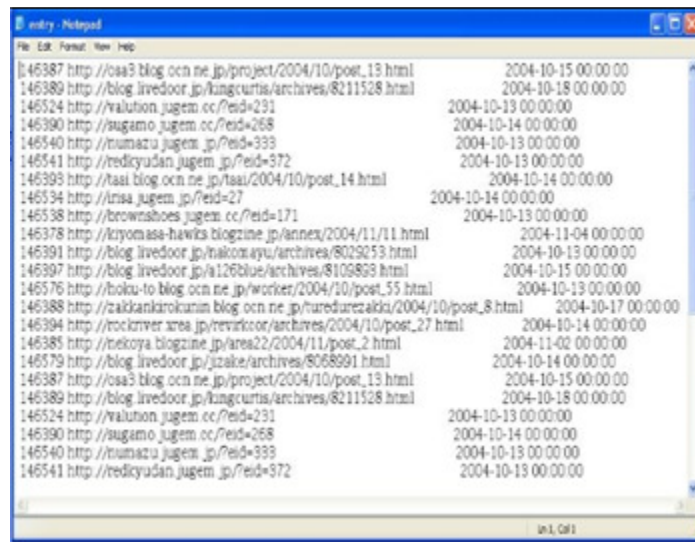 entry - Notepad
File Edit Format View Help
146387 http://osa3.blog.ocn.ne.jp/project/2004/10/post_13.html 2004-10-15 00:00:00
146389 http://blog.livedoor.jp/kingcurtis/archives/8211528.html 2004-10-18 00:00:00
146524 http://valution.jugem.cc/?eid=231 2004-10-13 00:00:00
146390 http://sugamo.jugem.cc/?eid=268 2004-10-14 00:00:00
146540 http://numazu.jugem.jp/?eid=333 2004-10-13 00:00:00
146541 http://redicyudan.jugem.jp/?eid=372 2004-10-13 00:00:00
146393 http://taai.blog.ocn.ne.jp/taai/2004/10/post_14.html 2004-10-14 00:00:00
146534 http://irisa.jugem.jp/?eid=27 2004-10-14 00:00:00
146538 http://brownshoes.jugem.cc/?eid=171 2004-10-13 00:00:00
146378 http://kiyomasa-hawks.blogzine.jp/annex/2004/11/11.html 2004-11-04 00:00:00
146391 http://blog.livedoor.jp/nakomayu/archives/8029253.html 2004-10-13 00:00:00
146397 http://blog.livedoor.jp/a126blue/archives/8109893.html 2004-10-15 00:00:00
146576 http://hoku-to.blog.ocn.ne.jp/worker/2004/10/post_55.html 2004-10-13 00:00:00
146388 http://zakkankirokunin.blog.ocn.ne.jp/turedurezakki/2004/10/post_8.html 2004-10-17 00:00:00
146394 http://rockriver.xrea.jp/revirkcor/archives/2004/10/post_27.html 2004-10-14 00:00:00
146385 http://nekoya.blogzine.jp/area22/2004/11/post_2.html 2004-11-02 00:00:00
146579 http://blog.livedoor.jp/jizake/archives/8068991.html 2004-10-14 00:00:00
146387 http://osa3.blog.ocn.ne.jp/project/2004/10/post_13.html 2004-10-15 00:00:00
146389 http://blog.livedoor.jp/kingcurtis/archives/8211528.html 2004-10-18 00:00:00
146524 http://valution.jugem.cc/?eid=231 2004-10-13 00:00:00
146390 http://sugamo.jugem.cc/?eid=268 2004-10-14 00:00:00
146540 http://numazu.jugem.jp/?eid=333 2004-10-13 00:00:00
146541 http://redicyudan.jugem.jp/?eid=372 2004-10-13 00:00:00
Ln 1, Col 1